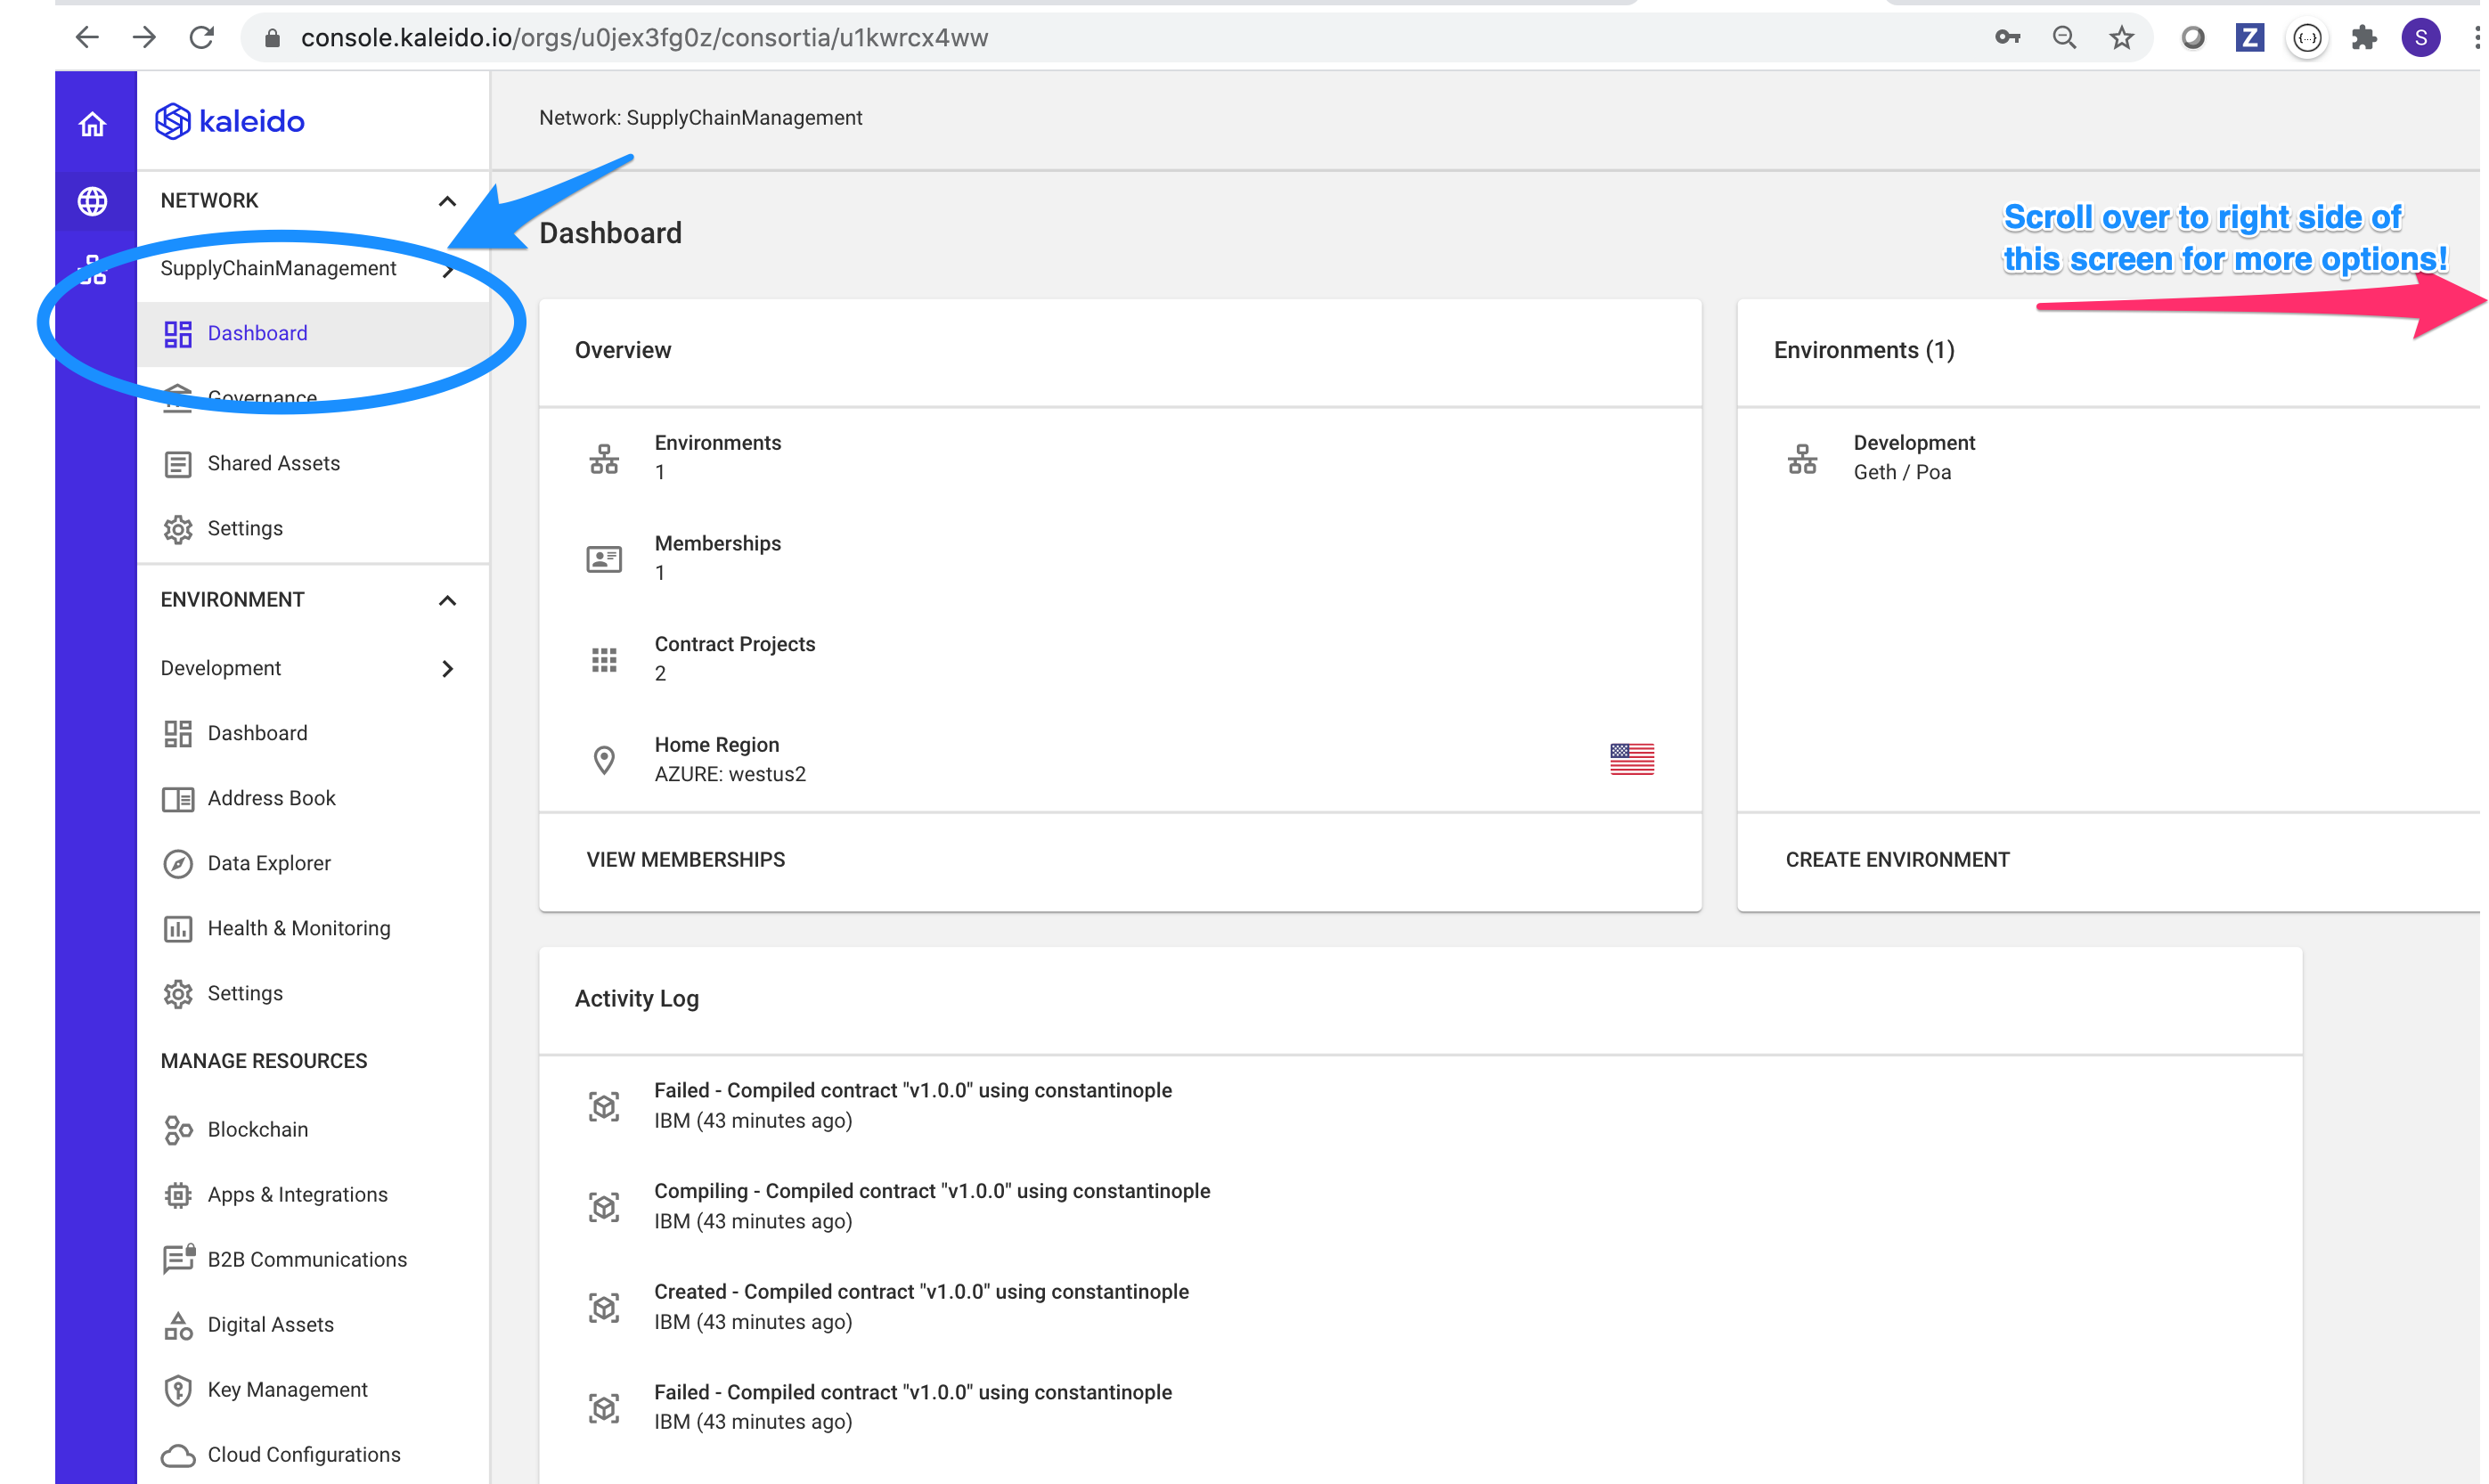 console.kaleido.io/orgs/u0jex3fg0z/consortia/u1kwrcx4ww
Z
{...}
S
kaleido
Network: SupplyChainManagement
NETWORK
SupplyChainManagement
Dashboard
Governance
Shared Assets
Settings
ENVIRONMENT
Development
Dashboard
Address Book
Data Explorer
Health & Monitoring
Settings
MANAGE RESOURCES
Blockchain
Apps & Integrations
B2B Communications
Digital Assets
Key Management
Cloud Configurations
Dashboard
Scroll over to right side of
this screen for more options!
Overview
Environments
1
Memberships
1
Contract Projects
2
Home Region
AZURE: westus2
VIEW MEMBERSHIPS
Environments (1)
Development
Geth / Poa
CREATE ENVIRONMENT
Activity Log
Failed - Compiled contract "v1.0.0" using constantinople
IBM (43 minutes ago)
Compiling - Compiled contract "v1.0.0" using constantinople
IBM (43 minutes ago)
Created - Compiled contract "v1.0.0" using constantinople
IBM (43 minutes ago)
Failed - Compiled contract "v1.0.0" using constantinople
IBM (43 minutes ago)